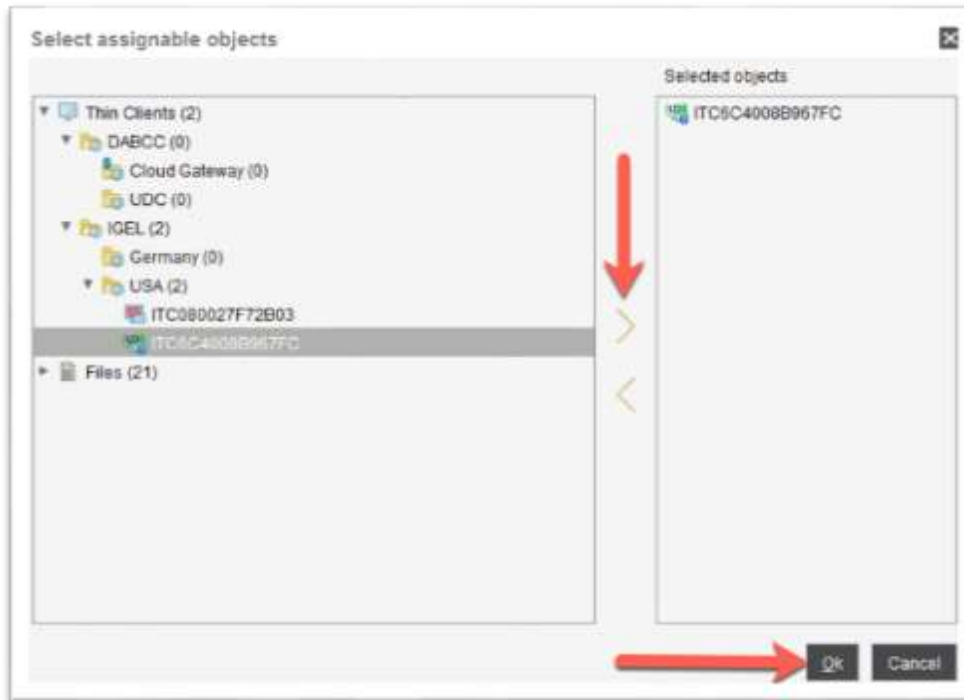 Select assignable objects
Selected objects
Thin Clients (2)
DABCC (0)
Cloud Gateway (0)
UDC (0)
IGEL (2)
Germany (0)
USA (2)
ITC080027F72B03
ITC6C4008B967FC
Files (21)
ITC6C4008B967FC
Ok
Cancel